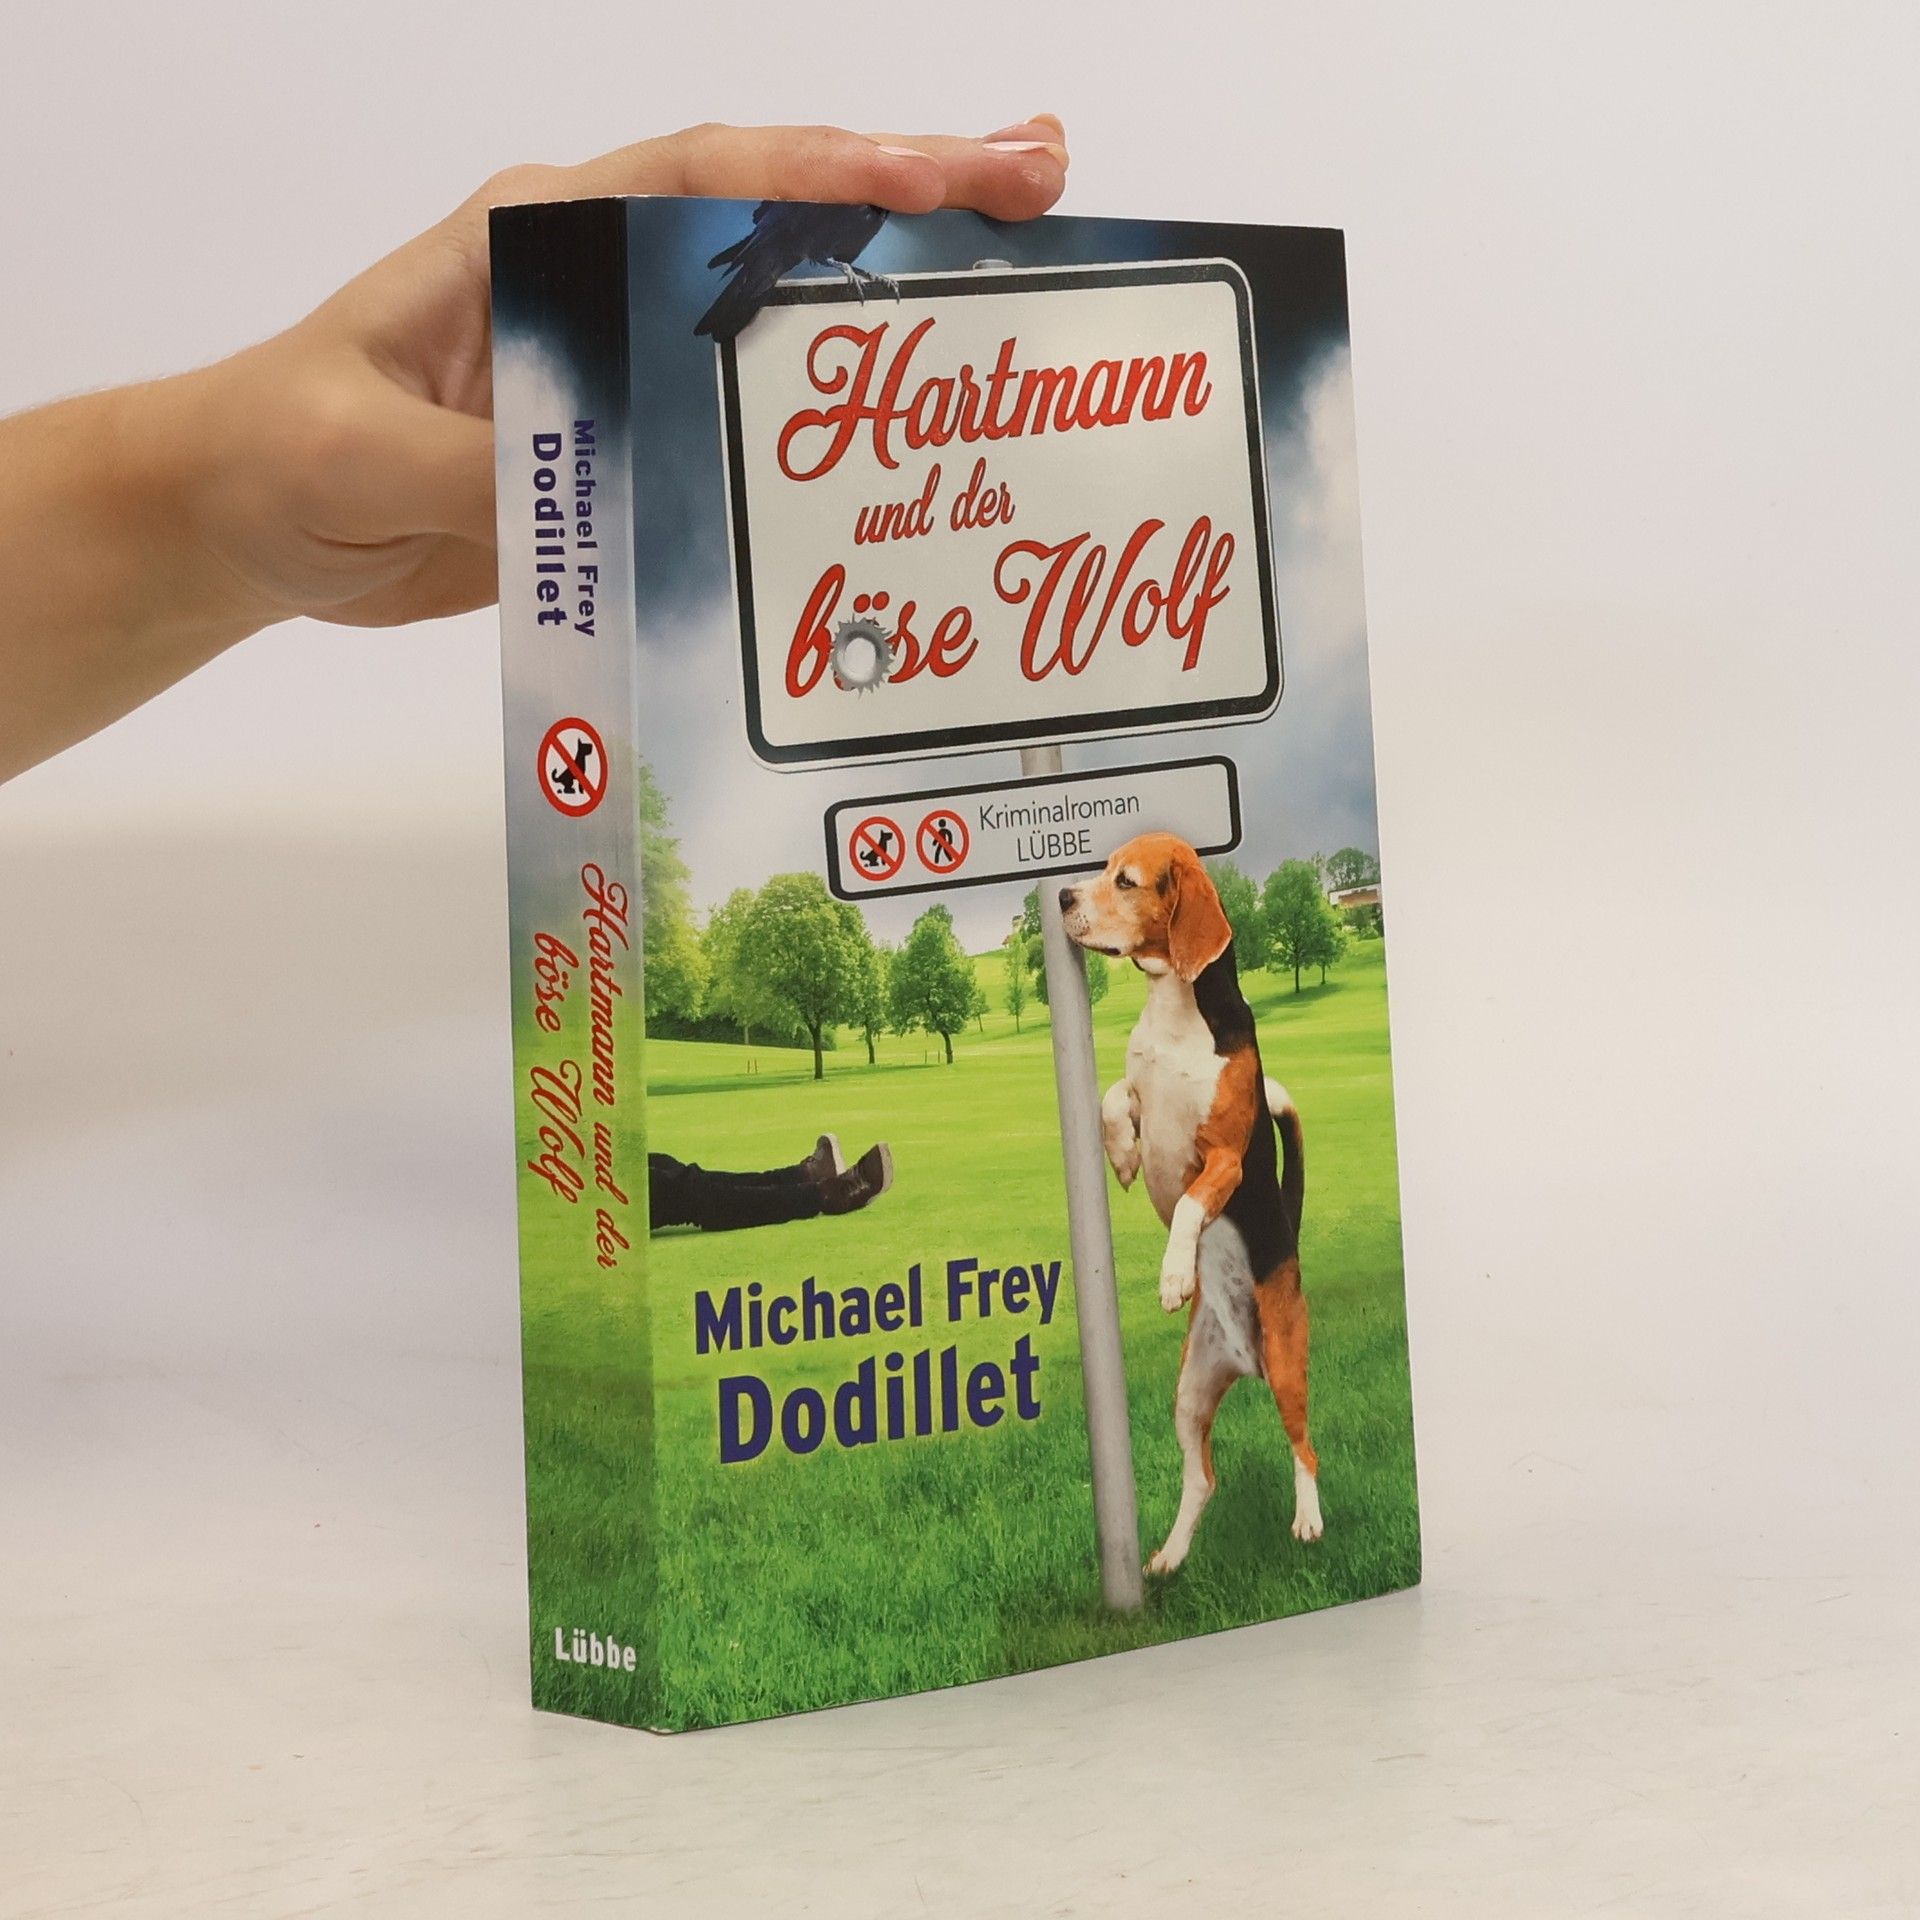 Michael Frey
Dodillet
Hartmann und der
böse Wolf
Lübbe
Hartmann
und der
böse Wolf
Kriminalroman
LÜBBE
Michael Frey
Dodillet